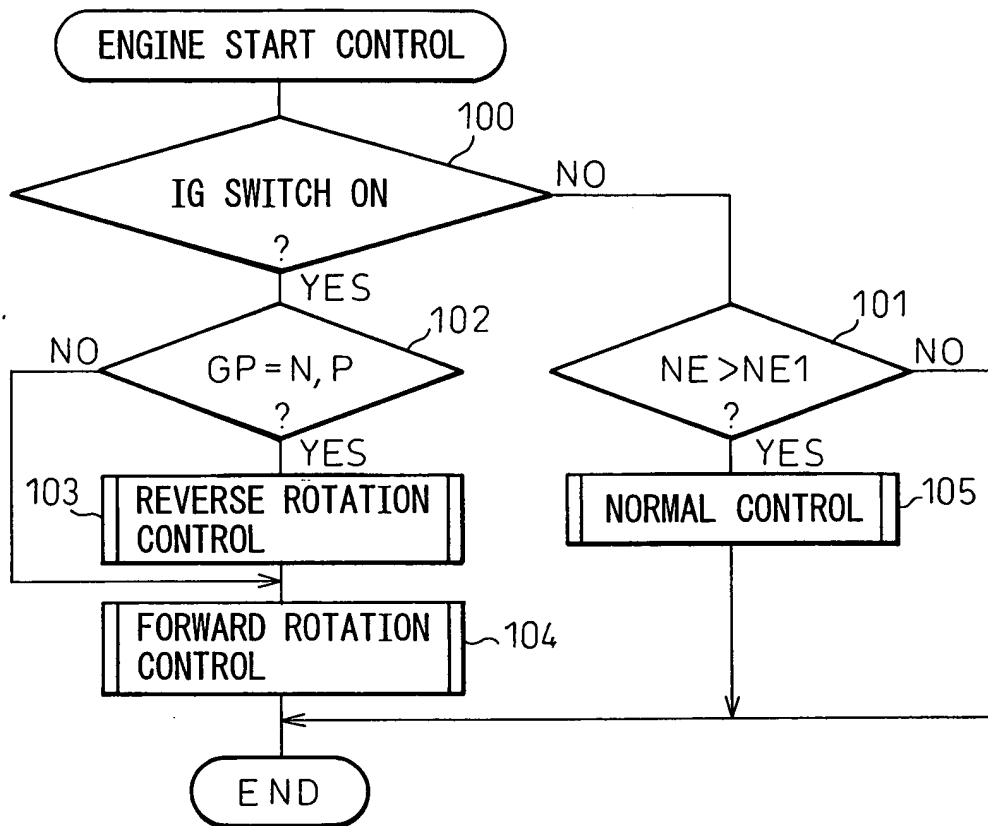 ENGINE START CONTROL
100
IG SWITCH ON
?
NO
YES
102
NO
GP=N, P
?
YES
101
NO
NE>NE1
?
YES
103
REVERSE ROTATION
CONTROL
NORMAL CONTROL
105
FORWARD ROTATION
CONTROL
104
END